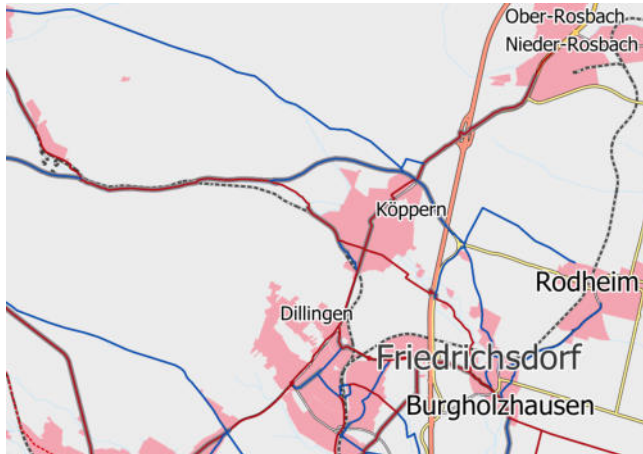 Ober-Rosbach
Nieder-Rosbach
Köppern
Rodheim
Dillingen
Friedrichsdorf
Burgholzhausen